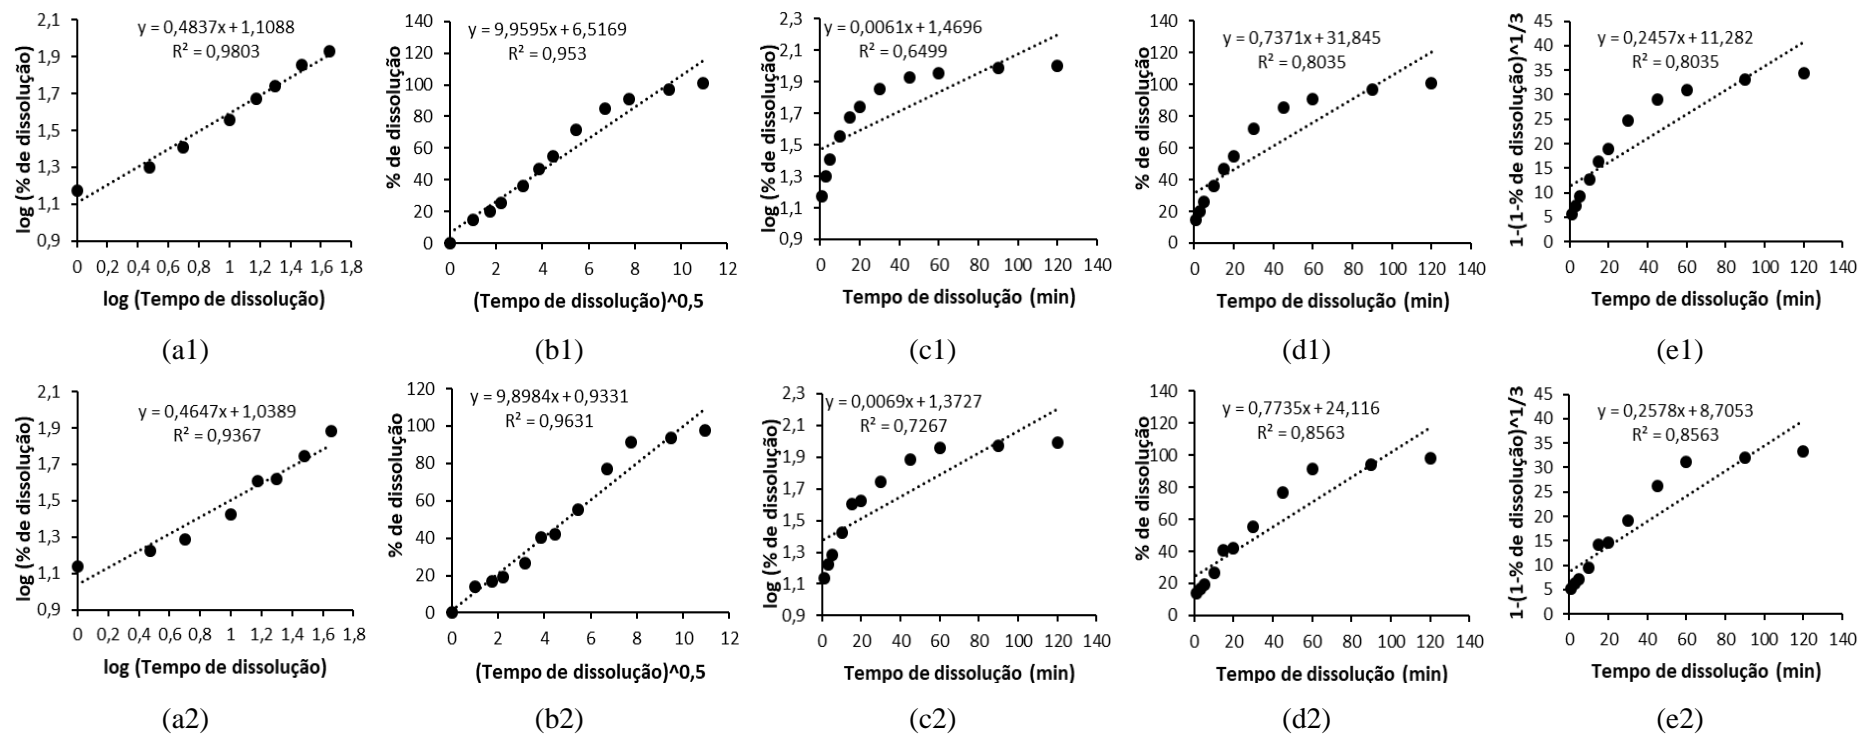 y = 0,4837x + 1,1088
R² = 0,9803
log (% de dissolução)
2,1
1,9
1,7
1,5
1,3
1,1
0,9
0 0,2 0,4 0,6 0,8 1 1,2 1,4 1,6 1,8
log (Tempo de dissolução)
(a1)
y = 9,9595x + 6,5169
R² = 0,953
% de dissolução
140
120
100
80
60
40
20
0
0 2 4 6 8 10 12
(Tempo de dissolução)^0,5
(b1)
y = 0,0061x + 1,4696
R² = 0,6499
log (% de dissolução)
2,3
2,1
1,9
1,7
1,5
1,3
1,1
0,9
0 20 40 60 80 100 120 140
Tempo de dissolução (min)
(c1)
y = 0,7371x + 31,845
R² = 0,8035
% de dissolução
140
120
100
80
60
40
20
0
0 20 40 60 80 100 120 140
Tempo de dissolução (min)
(d1)
y = 0,2457x + 11,282
R² = 0,8035
1-(1-% de dissolução)^1/3
45
40
35
30
25
20
15
10
5
0
0 20 40 60 80 100 120 140
Tempo de dissolução (min)
(e1)
y = 0,4647x + 1,0389
R² = 0,9367
log (% de dissolução)
2,1
1,9
1,7
1,5
1,3
1,1
0,9
0 0,2 0,4 0,6 0,8 1 1,2 1,4 1,6 1,8
log (Tempo de dissolução)
(a2)
y = 9,8984x + 0,9331
R² = 0,9631
% de dissolução
120
100
80
60
40
20
0
0 2 4 6 8 10 12
(Tempo de dissolução)^0,5
(b2)
y = 0,0069x + 1,3727
R² = 0,7267
log (% de dissolução)
2,3
2,1
1,9
1,7
1,5
1,3
1,1
0,9
0 20 40 60 80 100 120 140
Tempo de dissolução (min)
(c2)
y = 0,7735x + 24,116
R² = 0,8563
% de dissolução
140
120
100
80
60
40
20
0
0 20 40 60 80 100 120 140
Tempo de dissolução (min)
(d2)
y = 0,2578x + 8,7053
R² = 0,8563
1-(1-% de dissolução)^1/3
45
40
35
30
25
20
15
10
5
0
0 20 40 60 80 100 120 140
Tempo de dissolução (min)
(e2)